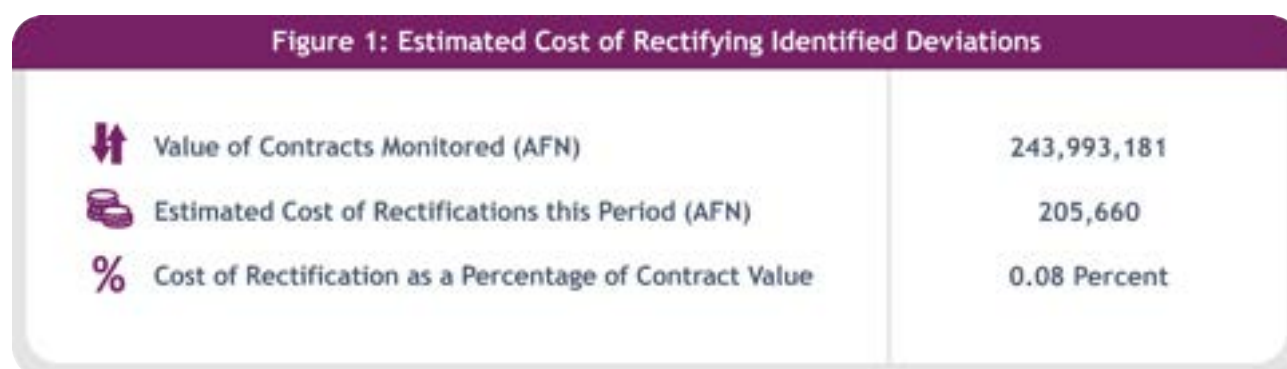 Figure 1: Estimated Cost of Rectifying Identified Deviations
Value of Contracts Monitored (AFN) 243,993,181
Estimated Cost of Rectifications this Period (AFN) 205,660
% Cost of Rectification as a Percentage of Contract Value 0.08 Percent